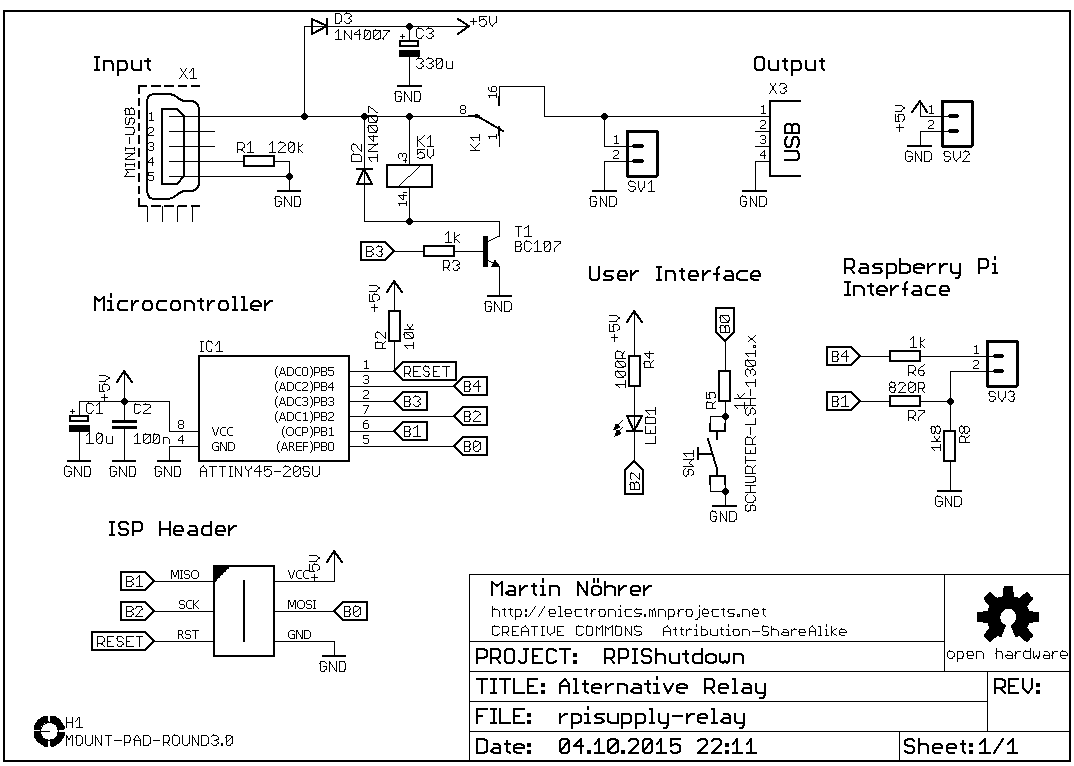 D3
1N4007
+5V
C3
+
330u
GND
Input
X1
MINI-USB
1
2
3
4
5
R1 120k
GND
D2
1N4007
K1
5V
3
14
8
16
1
K1
Output
X3
1
2
3
4
USB
GND
1
2
SV1
GND
+5V
1
2
GND
SV2
T1
BC107
B3
1k
R3
GND
User Interface
Raspberry Pi
Interface
Microcontroller
+5V
R2
10k
IC1
(ADC0)PB5
(ADC2)PB4
(ADC3)PB3
(ADC1)PB2
(OCP)PB1
(AREF)PB0
1
3
2
7
6
5
RESET
B4
B3
B2
B1
B0
8
4
VCC
GND
ATTINY45-20SU
+5V
+
C1
10u
C2
100n
GND
GND
GND
+5V
100R
R4
LED1
B2
B0
R5
1k
SW1
SCHURTER-LSH-1301.x
GND
B4
1k
R6
B1
820R
R7
1k8
R8
GND
1
2
SV3
ISP Header
B1
MISO
B2
SCK
RESET
RST
VCC
+5V
MOSI
B0
GND
GND
H1
MOUNT-PAD-ROUND3.0
Martin Nöhrer
http://electronics.mnprojects.net
CREATIVE COMMONS Attribution-ShareAlike
open hardware
PROJECT: RPIShutdown
TITLE: Alternative Relay
REV:
FILE: rpisupply-relay
Date: 04.10.2015 22:11
Sheet:1/1